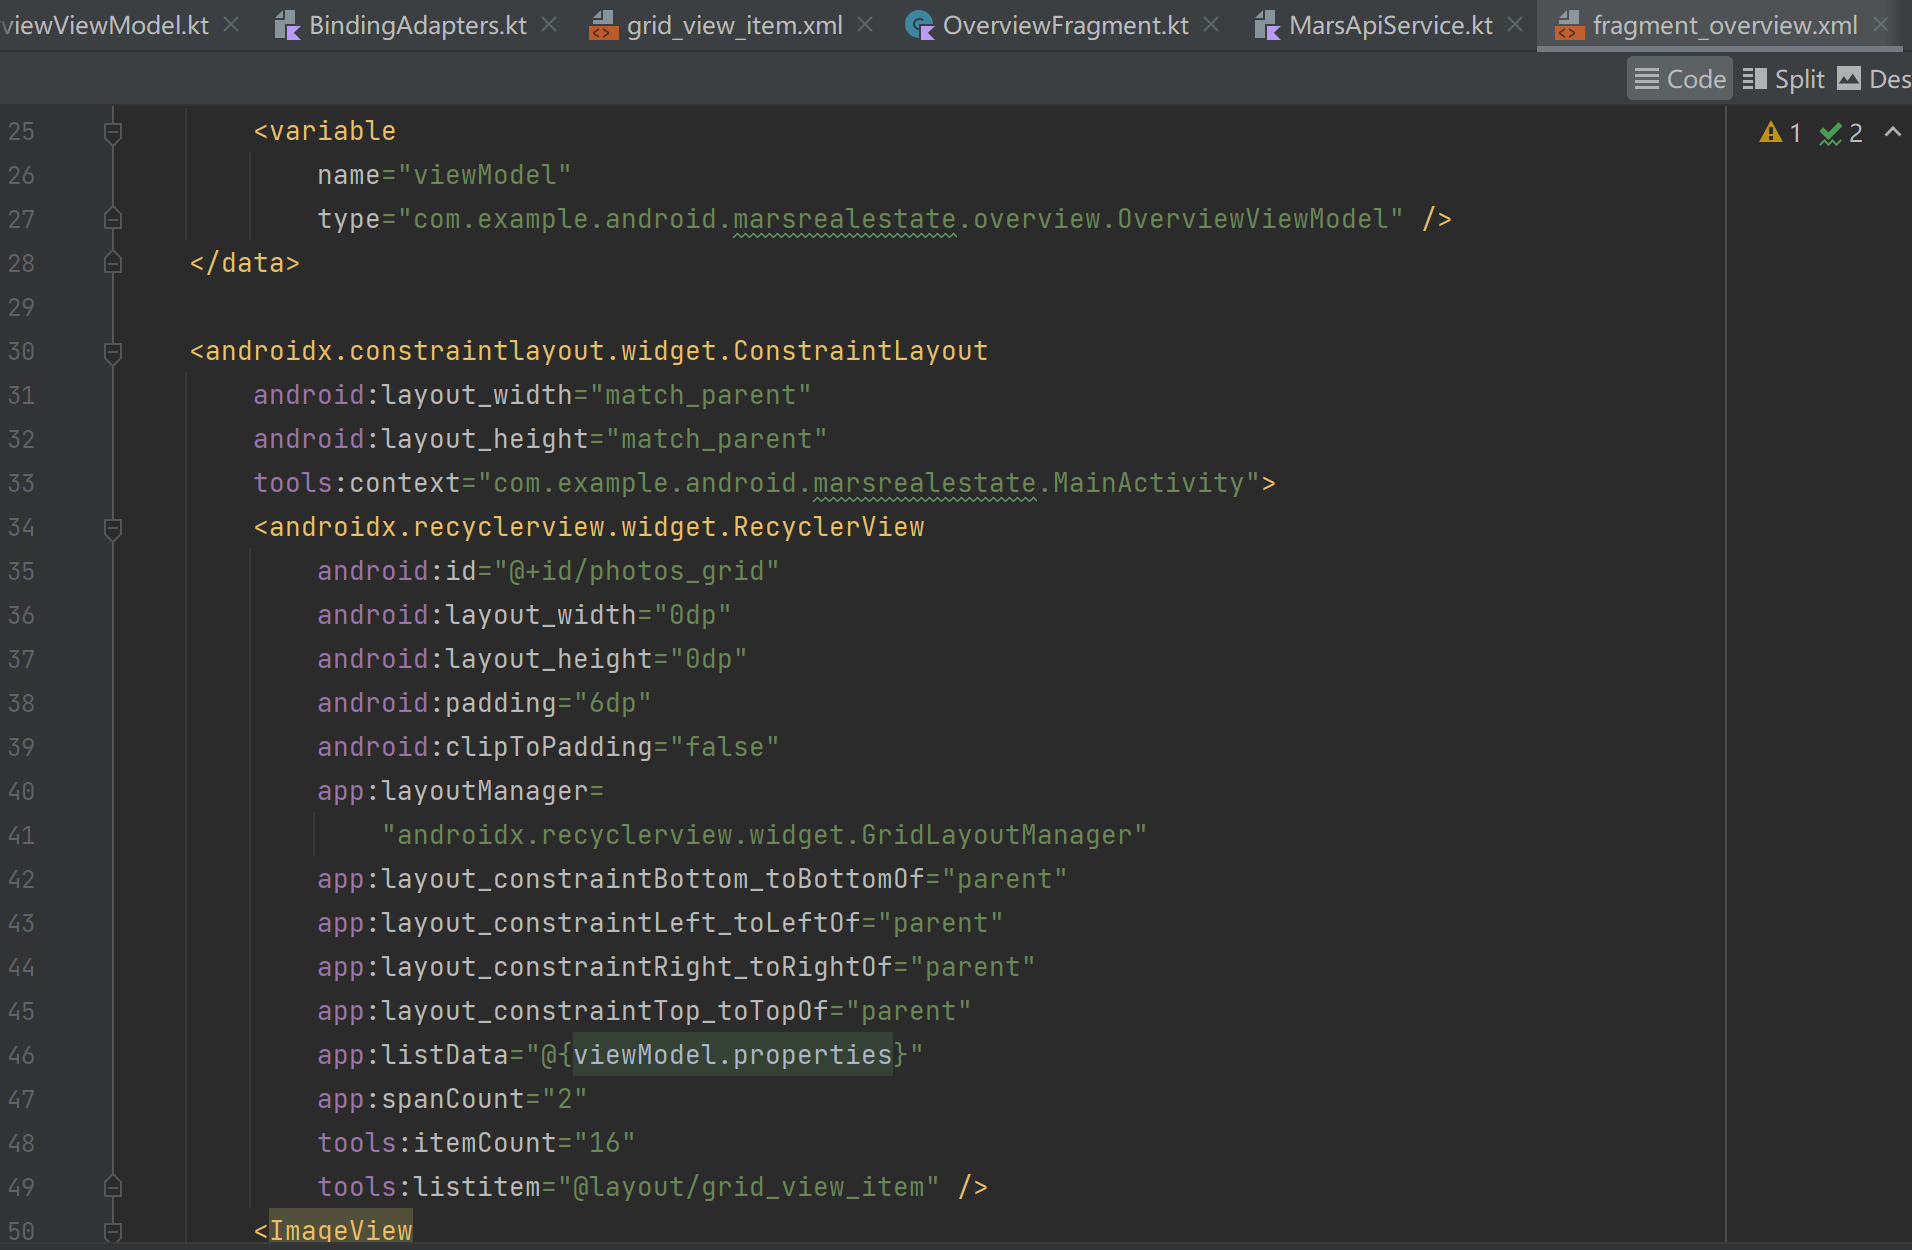 viewViewModel.kt BindingAdapters.kt grid_view_item.xml OverviewFragment.kt MarsApiService.kt fragment_overview.xml
Code Split Des
1 2
25 <variable
26 name="viewModel"
27 type="com.example.android.marsrealestate.overview.OverviewViewModel" />
28 </data>
29
30 <androidx.constraintlayout.widget.ConstraintLayout
31 android:layout_width="match_parent"
32 android:layout_height="match_parent"
33 tools:context="com.example.android.marsrealestate.MainActivity">
34 <androidx.recyclerview.widget.RecyclerView
35 android:id="@+id/photos_grid"
36 android:layout_width="0dp"
37 android:layout_height="0dp"
38 android:padding="6dp"
39 android:clipToPadding="false"
40 app:layoutManager=
41 "androidx.recyclerview.widget.GridLayoutManager"
42 app:layout_constraintBottom_toBottomOf="parent"
43 app:layout_constraintLeft_toLeftOf="parent"
44 app:layout_constraintRight_toRightOf="parent"
45 app:layout_constraintTop_toTopOf="parent"
46 app:listData="@{viewModel.properties}"
47 app:spanCount="2"
48 tools:itemCount="16"
49 tools:listitem="@layout/grid_view_item" />
50 <ImageView